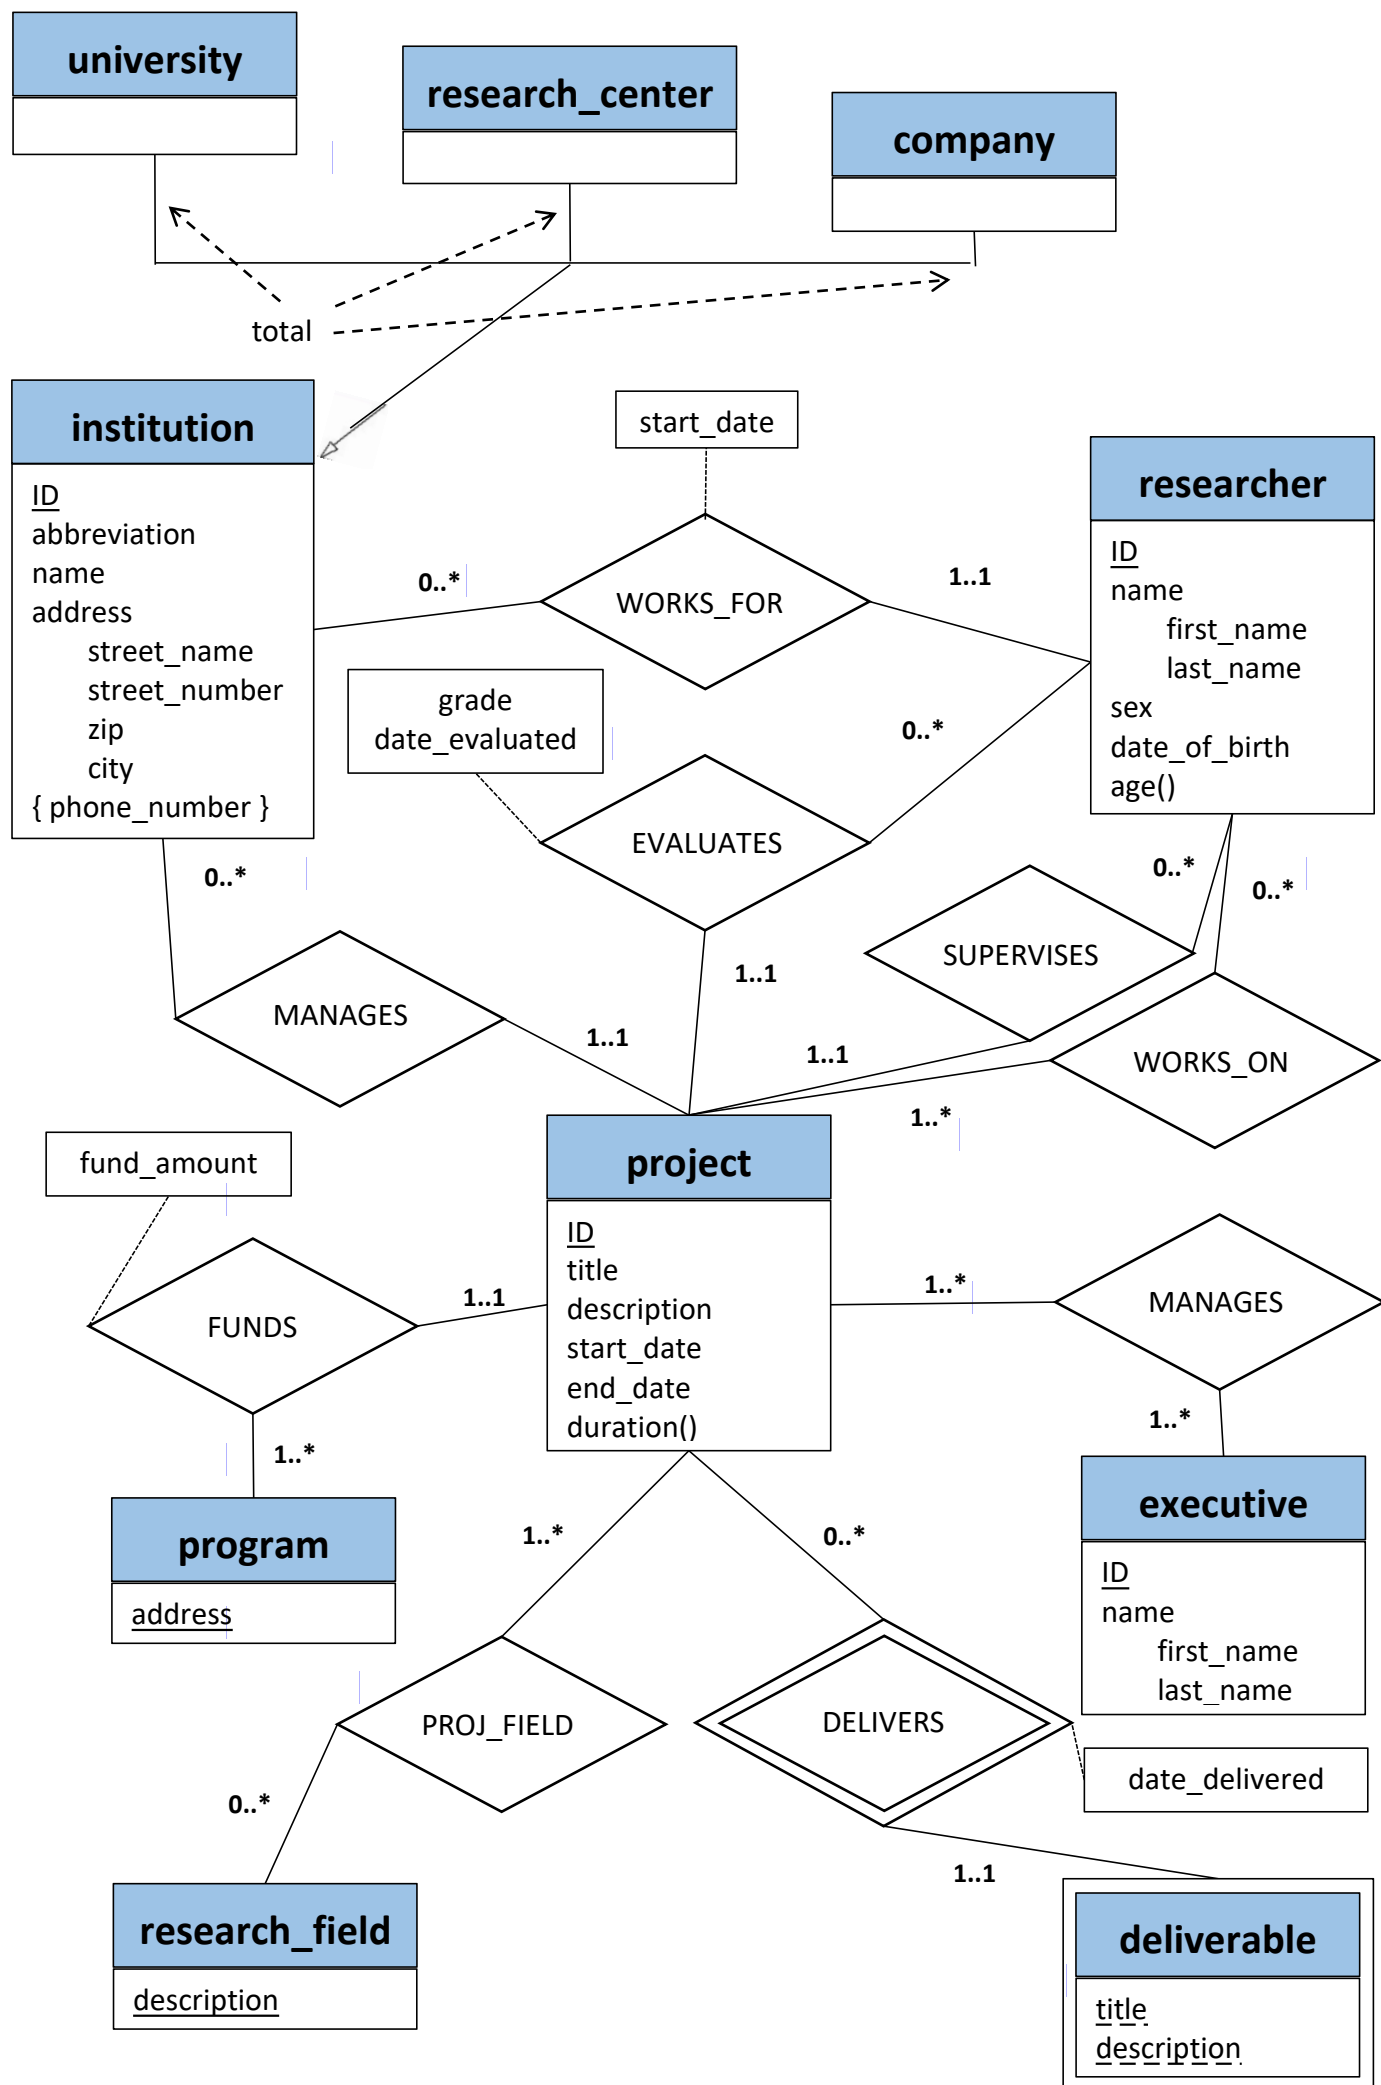 university
research_center
company
total
institution
ID
abbreviation
name
address
street_name
street_number
zip
city
{ phone_number }
start_date
researcher
ID
name
first_name
last_name
sex
date_of_birth
age()
0..*
WORKS_FOR
1..1
grade
date_evaluated
0..*
EVALUATES
1..1
0..*
MANAGES
1..1
0..*
SUPERVISES
1..1
0..*
WORKS_ON
1..*
project
ID
title
description
start_date
end_date
duration()
fund_amount
FUNDS
1..1
1..*
program
address
1..*
MANAGES
1..*
executive
ID
name
first_name
last_name
1..*
PROJ_FIELD
0..*
research_field
description
0..*
DELIVERS
date_delivered
1..1
deliverable
title
description